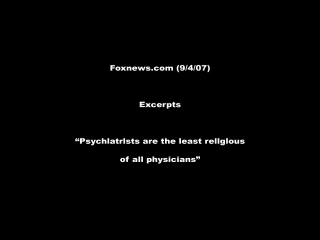 Foxnews.com (9/4/07)
Excerpts
“Psychiatrists are the least religious
of all physicians”